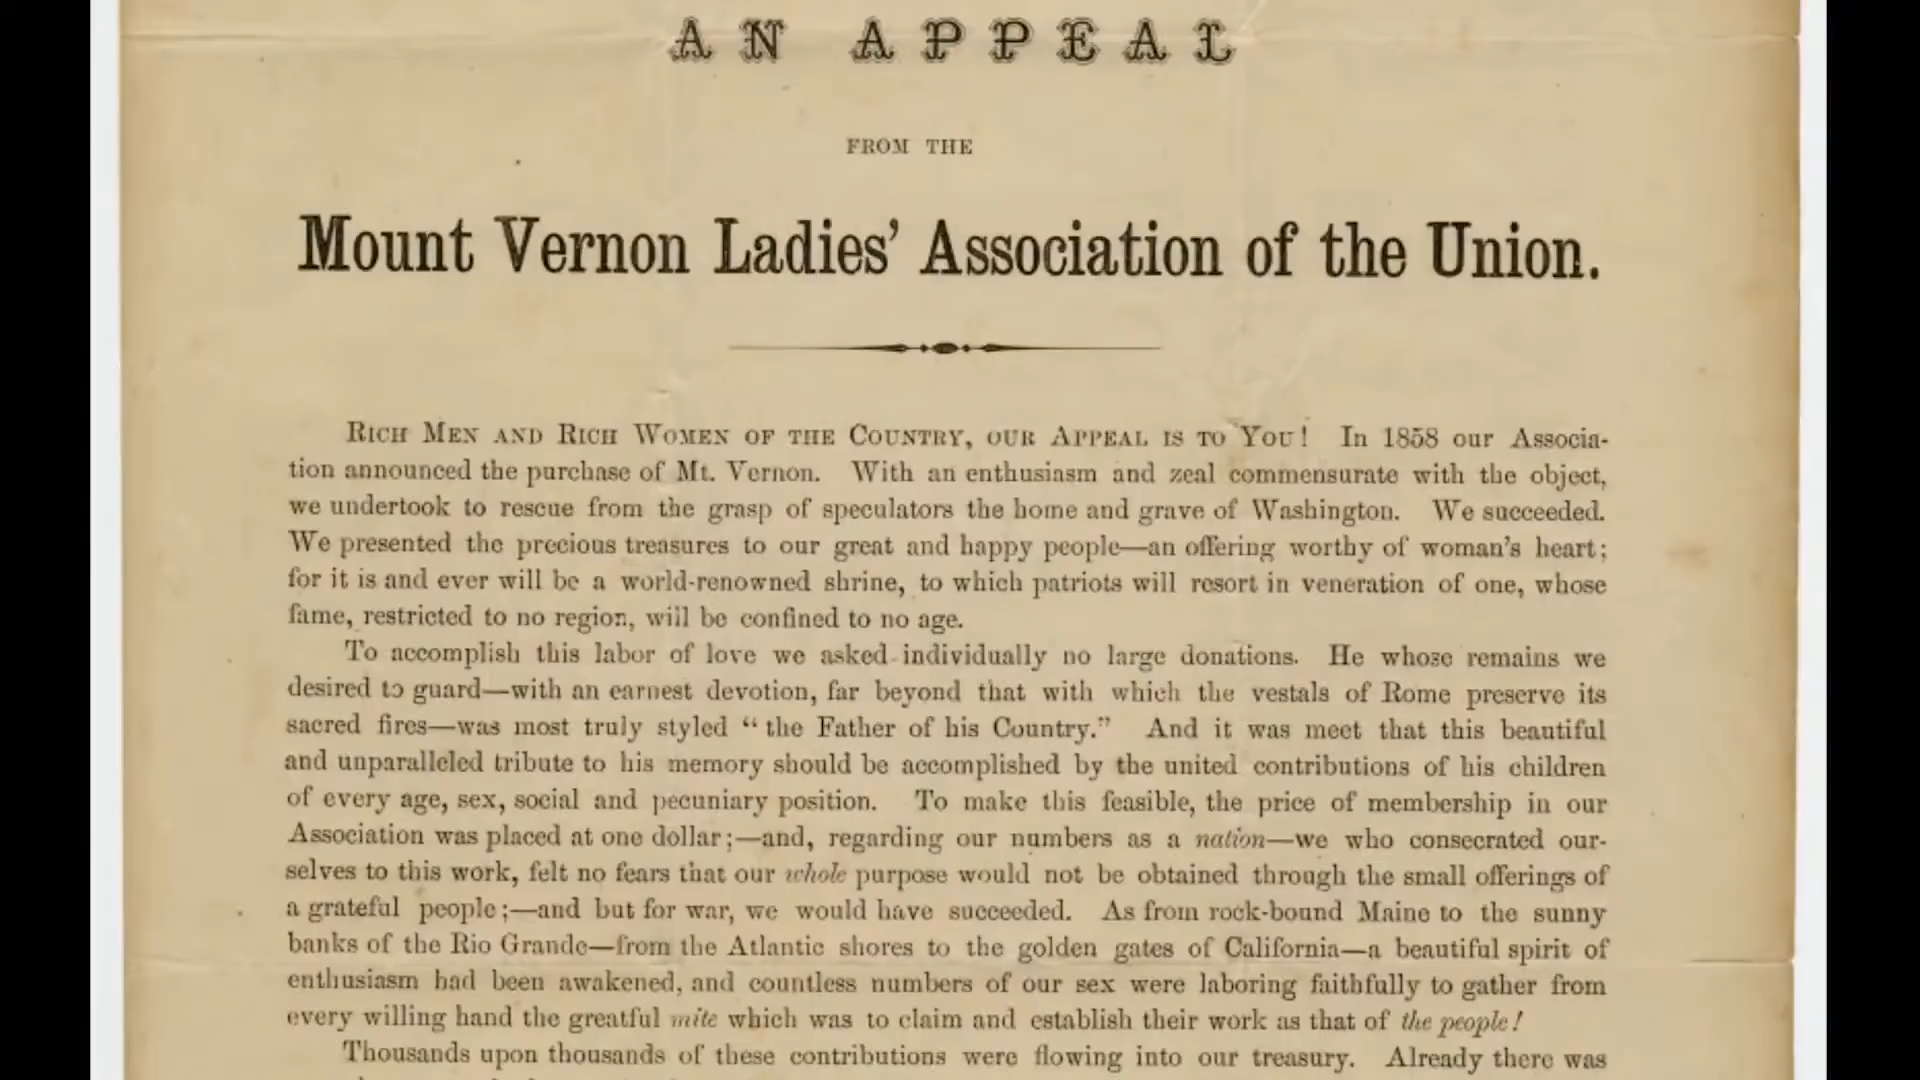 AN APPEAL
FROM THE
Mount Vernon Ladies' Association of the Union.
RICH MEN AND RICH WOMEN OF THE COUNTRY, OUR APPEAL IS TO YOU! In 1858 our Associa-
tion announced the purchase of Mt. Vernon. With an enthusiasm and zeal commensurate with the object,
we undertook to rescue from the grasp of speculators the home and grave of Washington. We succeeded.
We presented the precious treasures to our great and happy people—an offering worthy of woman's heart;
for it is and ever will be a world-renowned shrine, to which patriots will resort in veneration of one, whose
fame, restricted to no region, will be confined to no age.
To accomplish this labor of love we asked individually no large donations. He whose remains we
desired to guard—with an earnest devotion, far beyond that with which the vestals of Rome preserve its
sacred fires—was most truly styled "the Father of his Country." And it was meet that this beautiful
and unparalleled tribute to his memory should be accomplished by the united contributions of his children
of every age, sex, social and pecuniary position. To make this feasible, the price of membership in our
Association was placed at one dollar;—and, regarding our numbers as a nation—we who consecrated our-
selves to this work, felt no fears that our whole purpose would not be obtained through the small offerings of
a grateful people;—and but for war, we would have succeeded. As from rock-bound Maine to the sunny
banks of the Rio Grande—from the Atlantic shores to the golden gates of California—a beautiful spirit of
enthusiasm had been awakened, and countless numbers of our sex were laboring faithfully to gather from
every willing hand the greatful mite which was to claim and establish their work as that of the people!
Thousands upon thousands of these contributions were flowing into our treasury. Already there was